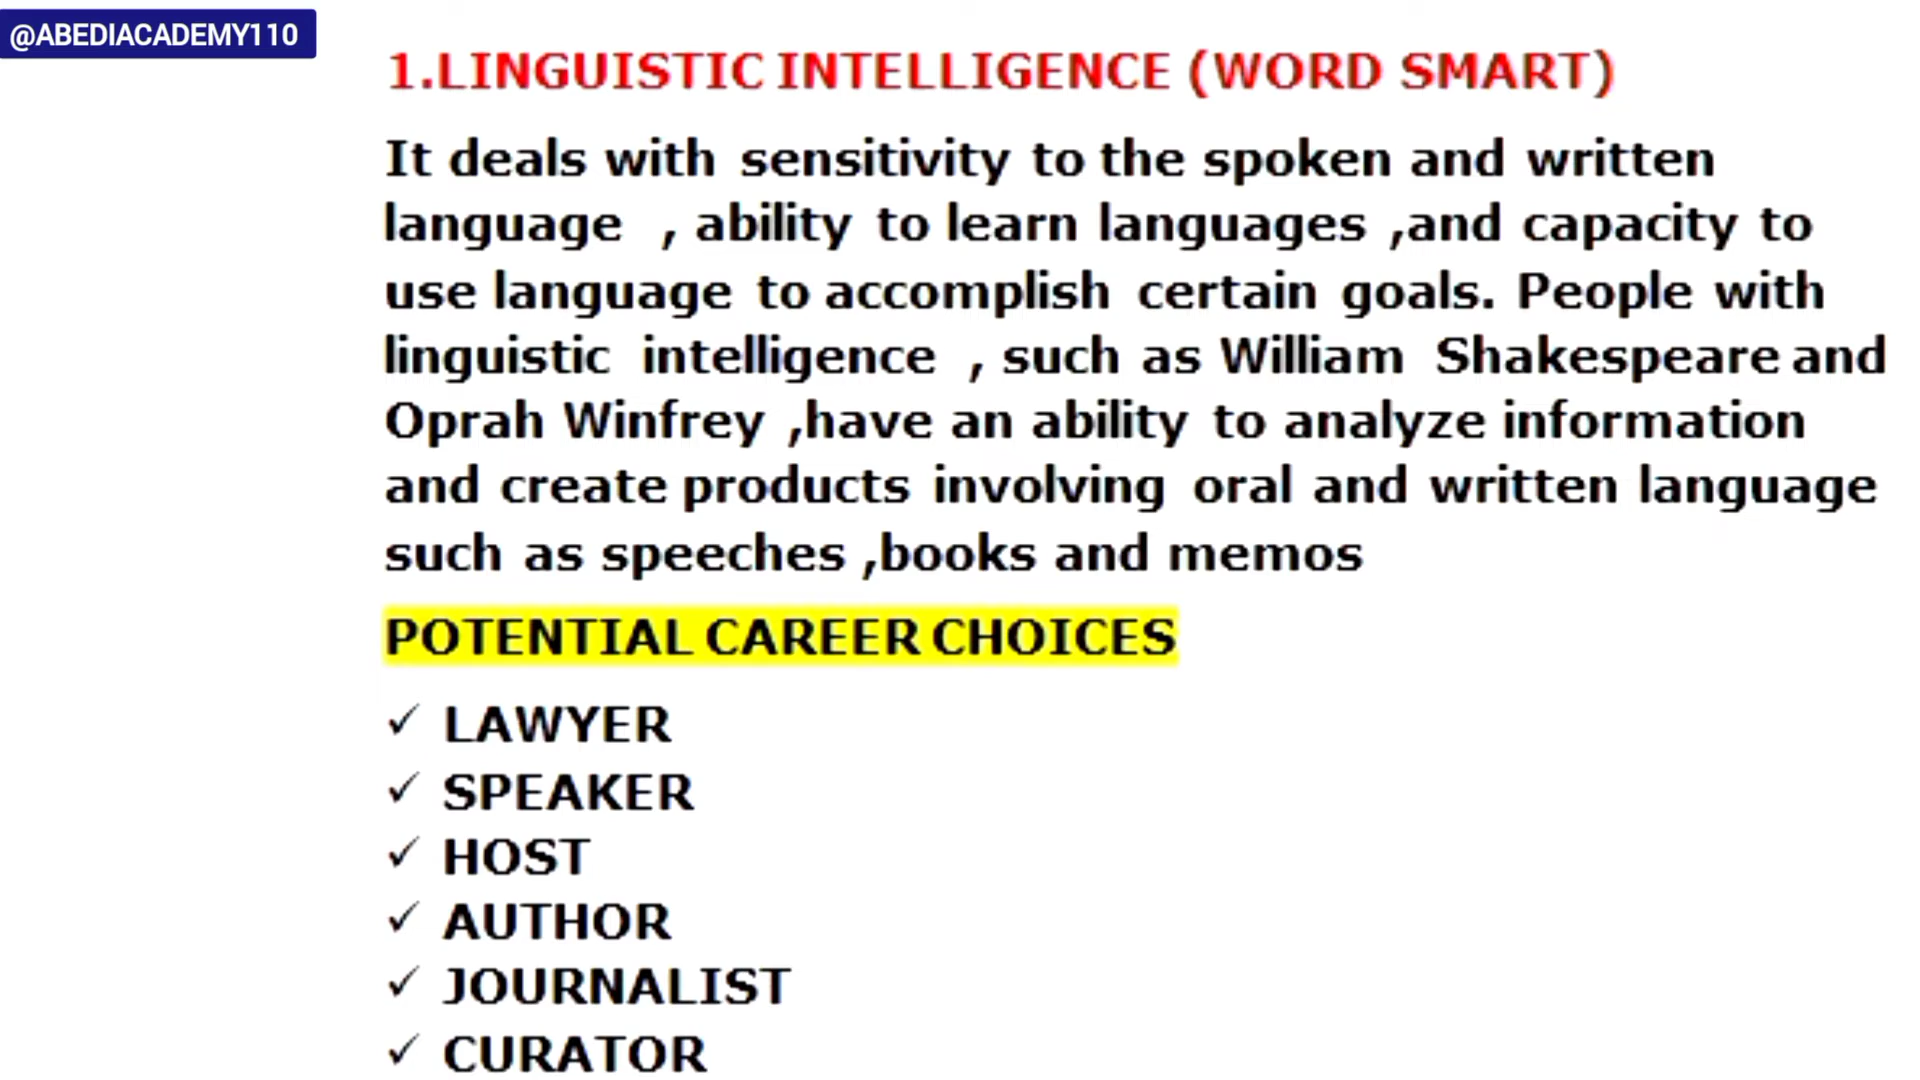 @ABEDIACADEMY110
1.LINGUISTIC INTELLIGENCE (WORD SMART)
It deals with sensitivity to the spoken and written
language , ability to learn languages ,and capacity to
use language to accomplish certain goals. People with
linguistic intelligence , such as William Shakespeare and
Oprah Winfrey ,have an ability to analyze information
and create products involving oral and written language
such as speeches ,books and memos
POTENTIAL CAREER CHOICES
✓ LAWYER
✓ SPEAKER
✓ HOST
✓ AUTHOR
✓ JOURNALIST
✓ CURATOR